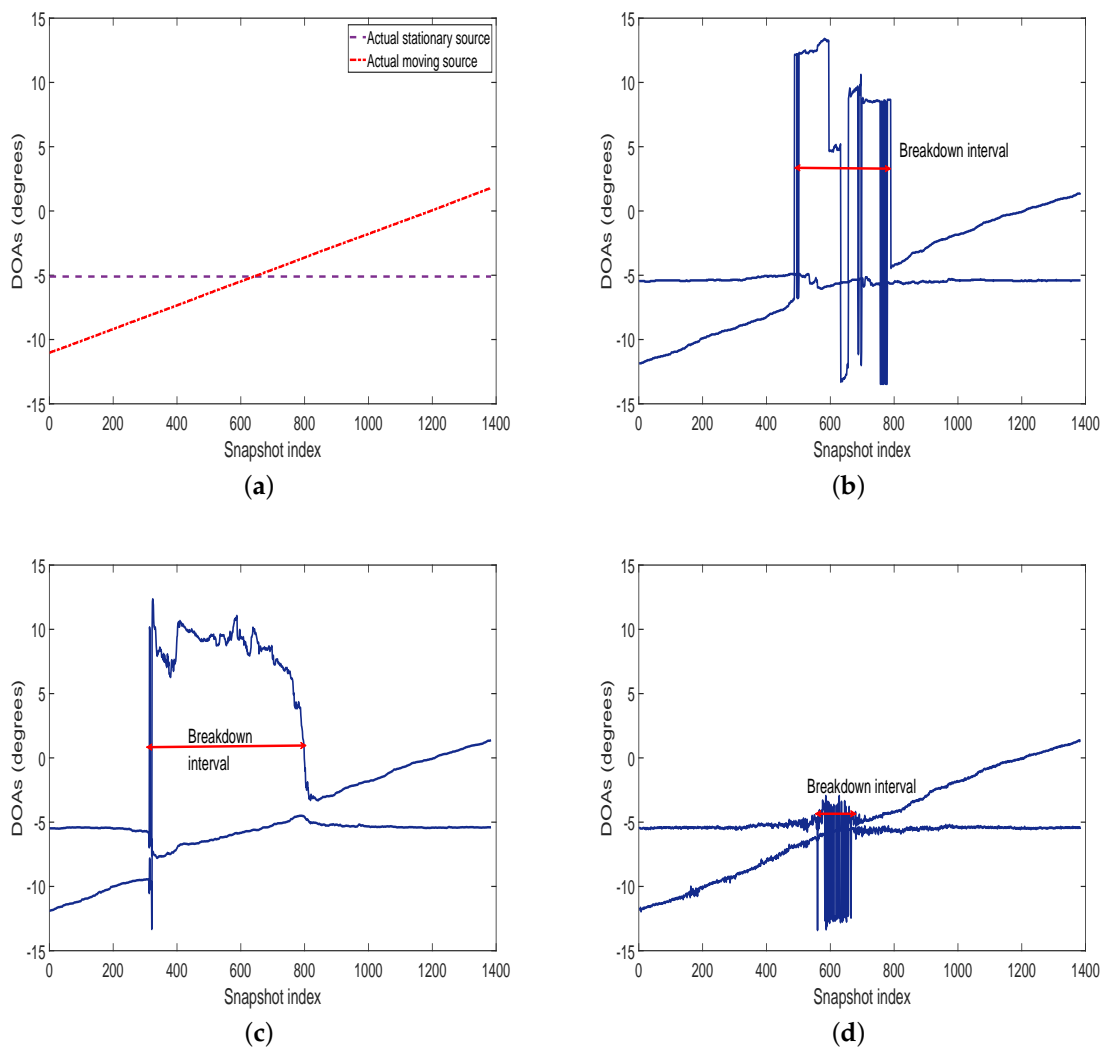 15
10
5
0
-5
-10
-15
DOAs (degrees)
0 200 400 600 800 1000 1200 1400
Snapshot index
Actual stationary source
Actual moving source
(a)
15
10
5
0
-5
-10
-15
DOAs (degrees)
0 200 400 600 800 1000 1200 1400
Snapshot index
Breakdown interval
(b)
15
10
5
0
-5
-10
-15
DOAs (degrees)
0 200 400 600 800 1000 1200 1400
Snapshot index
Breakdown
interval
(c)
15
10
5
0
-5
-10
-15
DOAs (degrees)
0 200 400 600 800 1000 1200 1400
Snapshot index
Breakdown interval
(d)